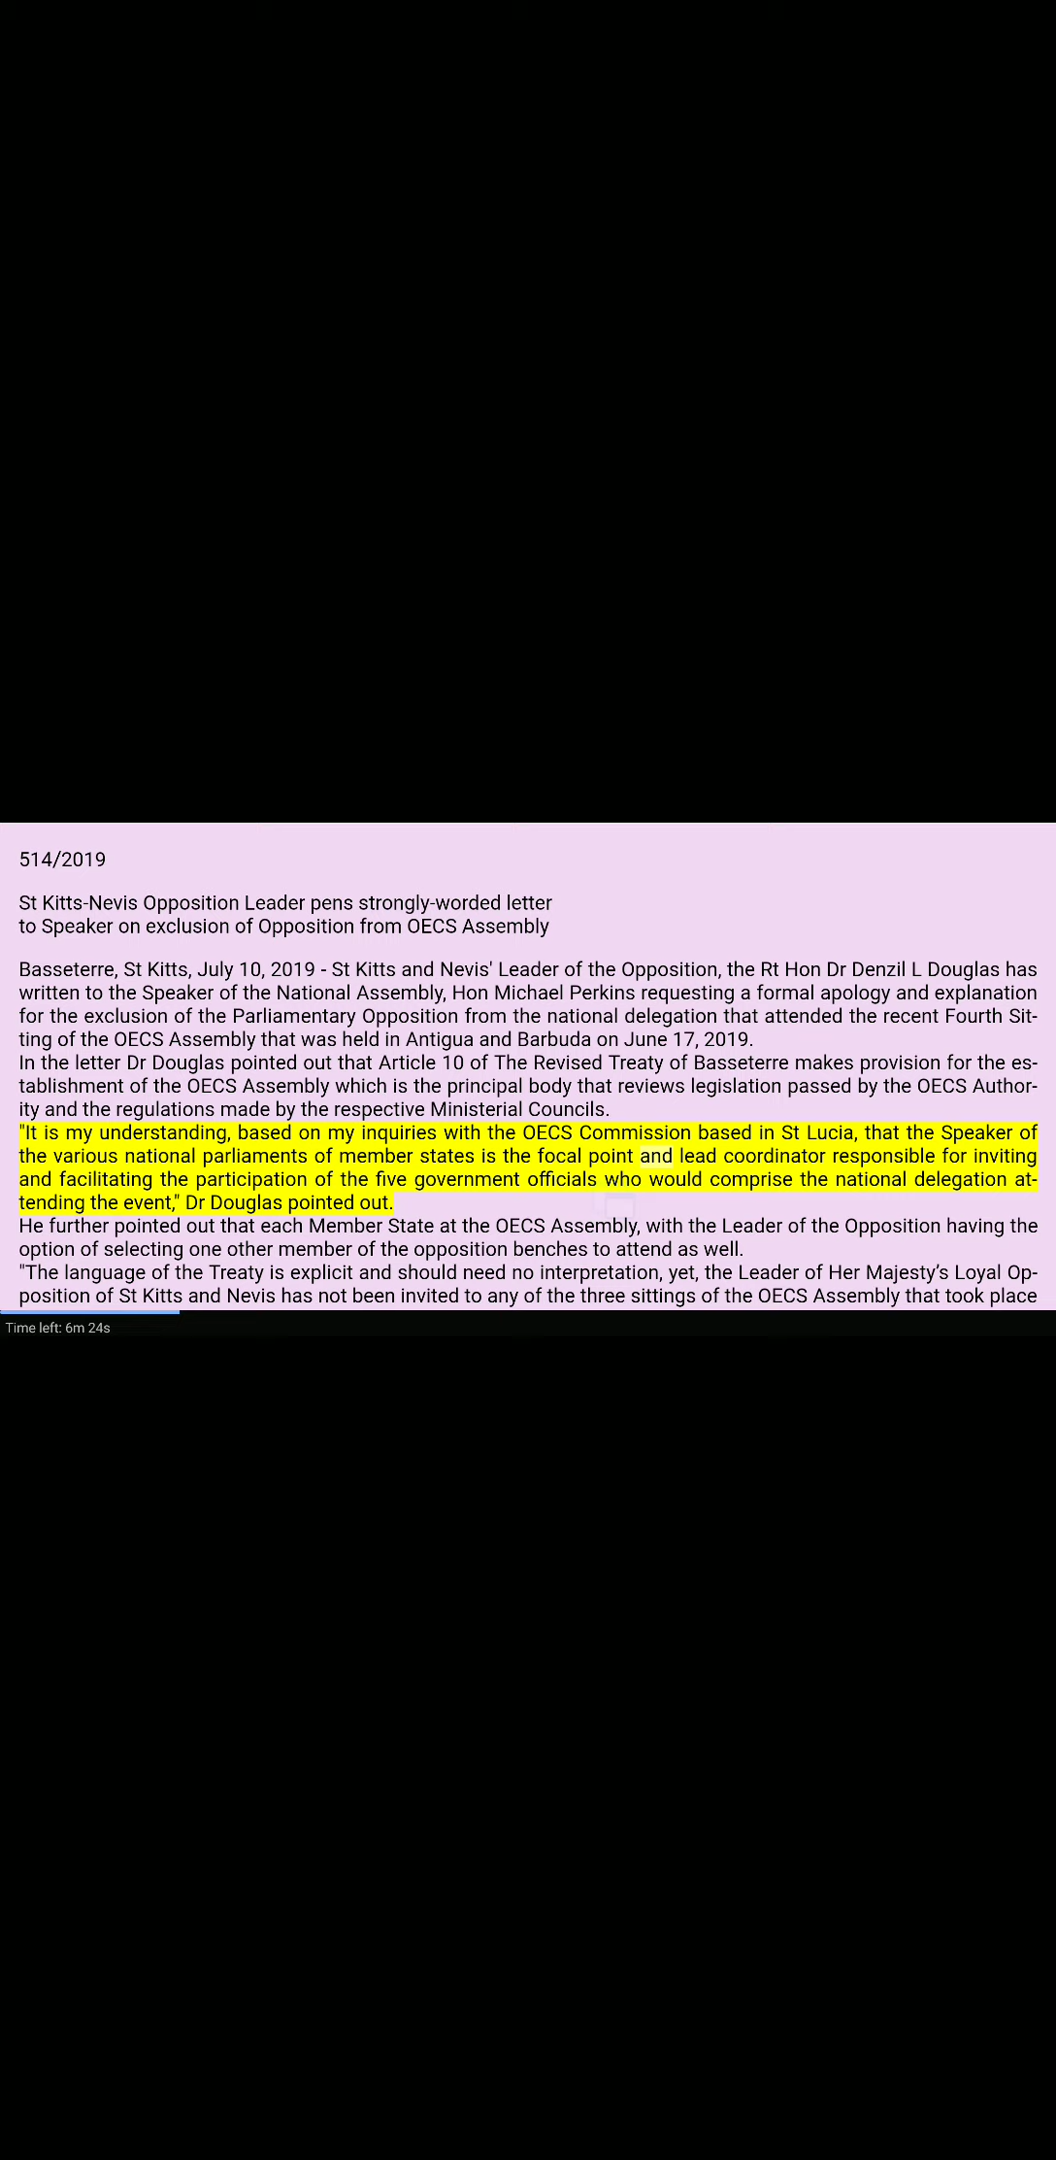 514/2019
St Kitts-Nevis Opposition Leader pens strongly-worded letter
to Speaker on exclusion of Opposition from OECS Assembly
Basseterre, St Kitts, July 10, 2019 - St Kitts and Nevis' Leader of the Opposition, the Rt Hon Dr Denzil L Douglas has
written to the Speaker of the National Assembly, Hon Michael Perkins requesting a formal apology and explanation
for the exclusion of the Parliamentary Opposition from the national delegation that attended the recent Fourth Sit-
ting of the OECS Assembly that was held in Antigua and Barbuda on June 17, 2019.
In the letter Dr Douglas pointed out that Article 10 of The Revised Treaty of Basseterre makes provision for the es-
tablishment of the OECS Assembly which is the principal body that reviews legislation passed by the OECS Author-
ity and the regulations made by the respective Ministerial Councils.
"It is my understanding, based on my inquiries with the OECS Commission based in St Lucia, that the Speaker of
the various national parliaments of member states is the focal point and lead coordinator responsible for inviting
and facilitating the participation of the five government officials who would comprise the national delegation at-
tending the event," Dr Douglas pointed out.
He further pointed out that each Member State at the OECS Assembly, with the Leader of the Opposition having the
option of selecting one other member of the opposition benches to attend as well.
"The language of the Treaty is explicit and should need no interpretation, yet, the Leader of Her Majesty’s Loyal Op-
position of St Kitts and Nevis has not been invited to any of the three sittings of the OECS Assembly that took place
Time left: 6m 24s